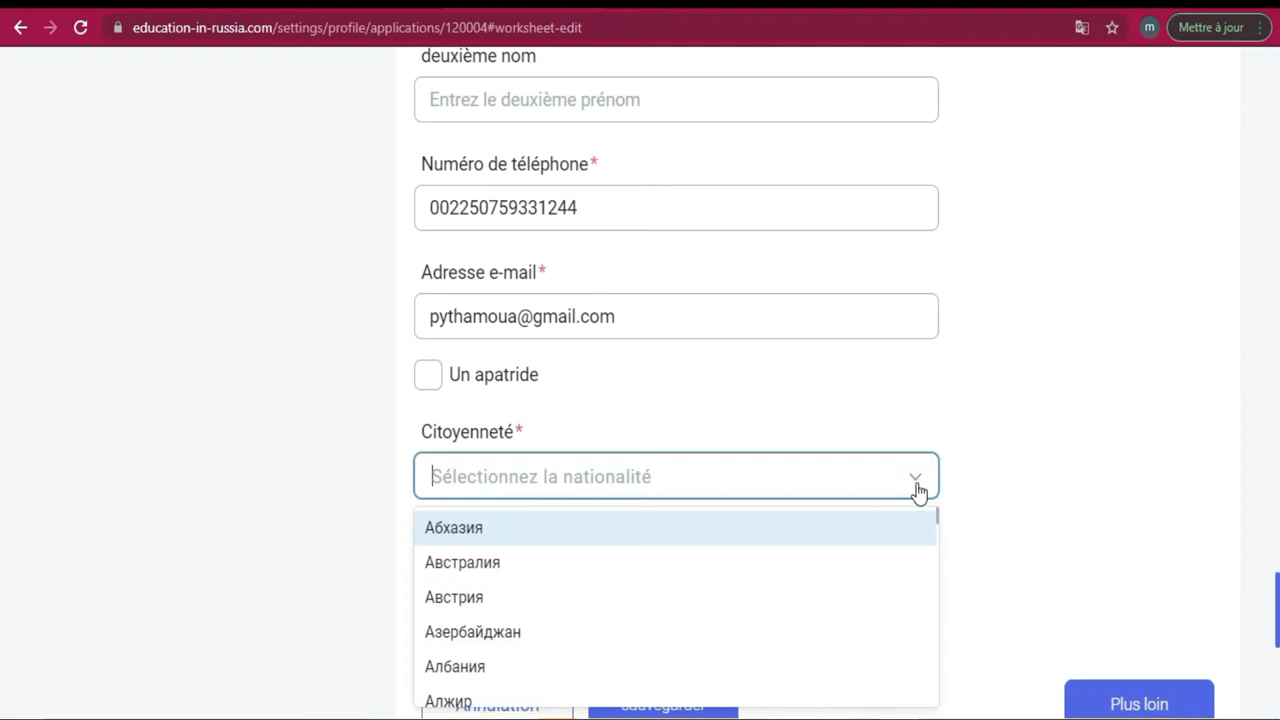 education-in-russia.com/settings/profile/applications/120004#worksheet-edit
m
Mettre à jour
deuxième nom
Entrez le deuxième prénom
Numéro de téléphone*
002250759331244
Adresse e-mail*
pythamoua@gmail.com
Un apatride
Citoyenneté*
Sélectionnez la nationalité
Абхазия
Австралия
Австрия
Азербайджан
Албания
Алжир
Annulation
Sauvegarder
Plus loin